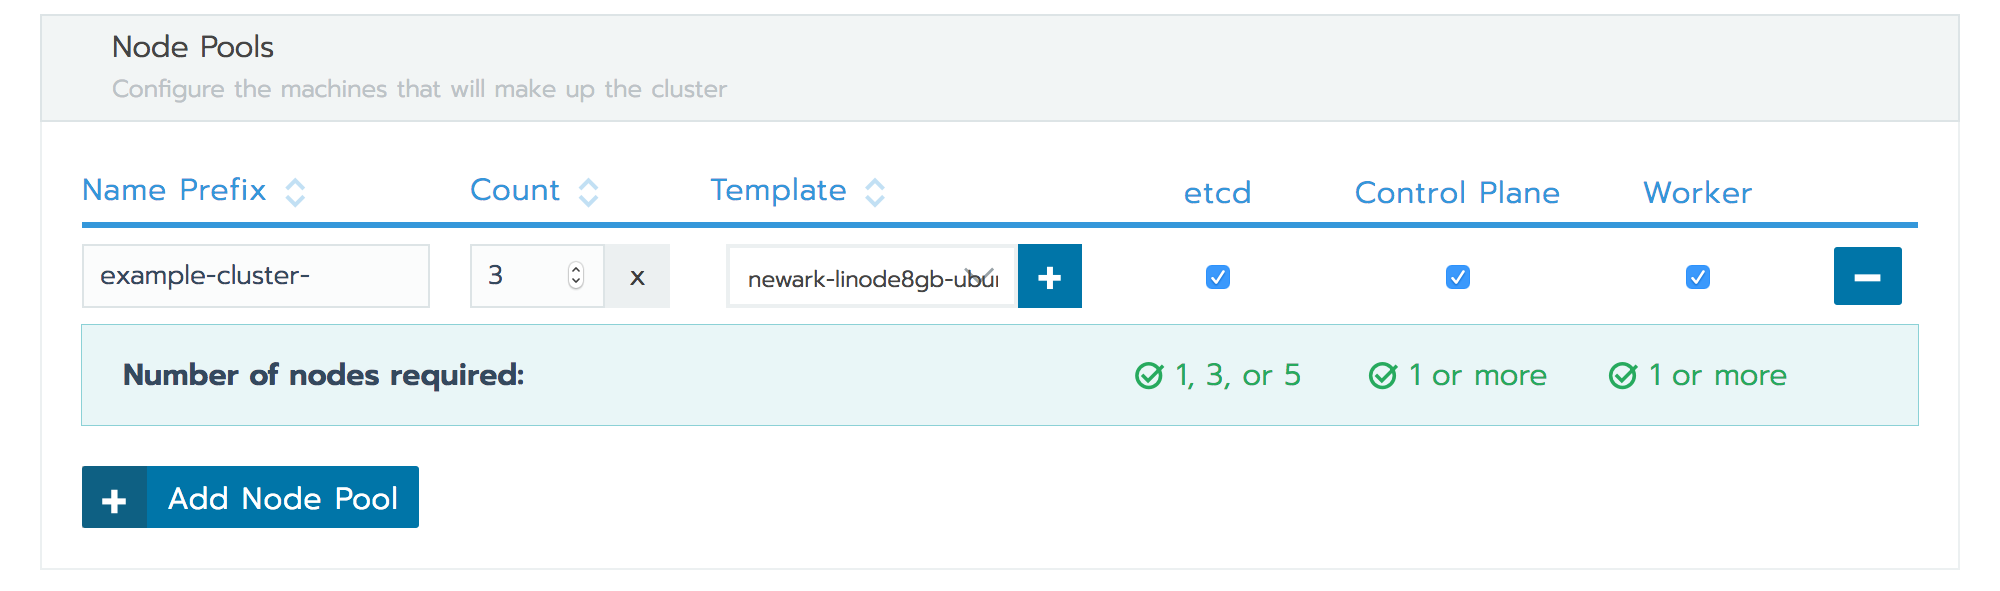 Node Pools
Configure the machines that will make up the cluster
Name Prefix Count Template etcd Control Plane Worker
example-cluster- 3 x newark-linode8gb-ubu
Number of nodes required: 1, 3, or 5 1 or more 1 or more
Add Node Pool